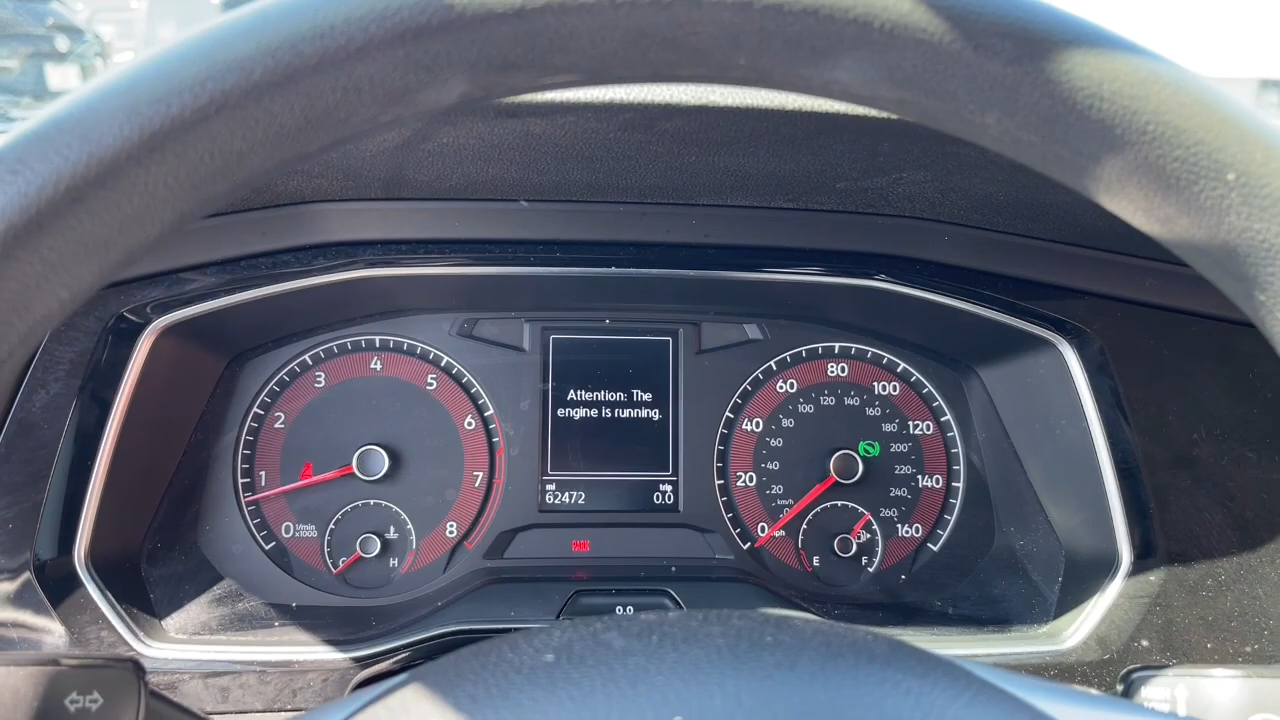 Attention: The
engine is running.
mi
trip
62472
0.0
PARK
0.0
0
1
2
3
4
5
6
7
8
1/min
x1000
C
H
0
20
40
60
80
100
120
140
160
mph
km/h
20
40
60
80
100
120
140
160
180
200
220
240
260
E
F